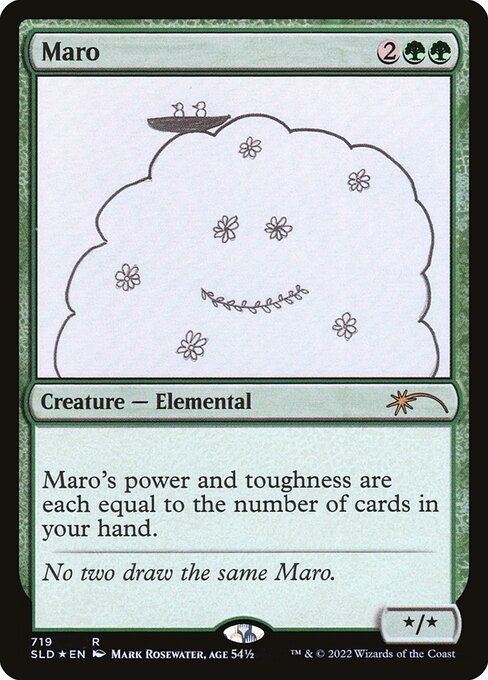 Maro 2
Creature — Elemental
Maro's power and toughness are
each equal to the number of cards in
your hand.
No two draw the same Maro.
★/★
719 R
SLD ★ EN Mark Rosewater, age 54½ ™ & © 2022 Wizards of the Coast